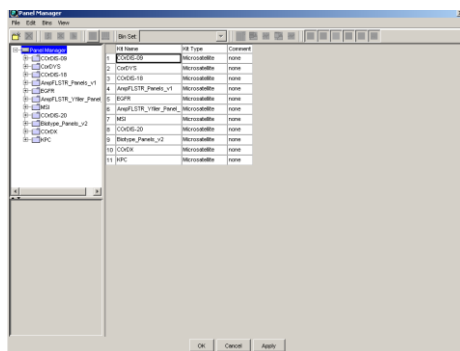 Panel Manager
File Edit Bins View
Bin Set:
Panel Manager
COrDIS-09
CorDYS
COrDIS-18
AmpFLSTR_Panels_v1
EGFR
AmpFLSTR_Yfiler_Panel
MSI
COrDIS-20
Biotype_Panels_v2
COrDX
KPC
Kit Name Kit Type Comment
1 COrDIS-09 Microsatellite none
2 CorDYS Microsatellite none
3 COrDIS-18 Microsatellite none
4 AmpFLSTR_Panels_v1 Microsatellite none
5 EGFR Microsatellite none
6 AmpFLSTR_Yfiler_Panel_ Microsatellite none
7 MSI Microsatellite none
8 COrDIS-20 Microsatellite none
9 Biotype_Panels_v2 Microsatellite none
10 COrDX Microsatellite none
11 KPC Microsatellite none
OK Cancel Apply